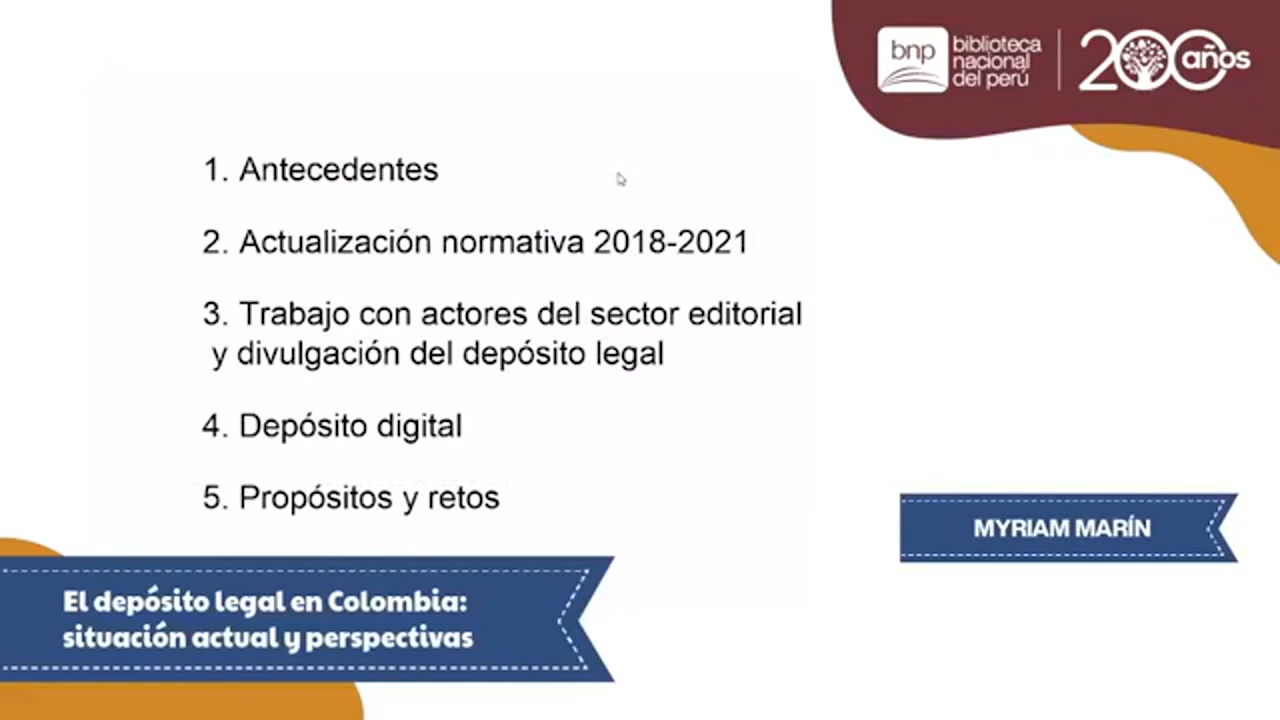 bnp
biblioteca
nacional
del perú
200 años
1. Antecedentes
2. Actualización normativa 2018-2021
3. Trabajo con actores del sector editorial
y divulgación del depósito legal
4. Depósito digital
5. Propósitos y retos
MYRIAM MARÍN
El depósito legal en Colombia:
situación actual y perspectivas